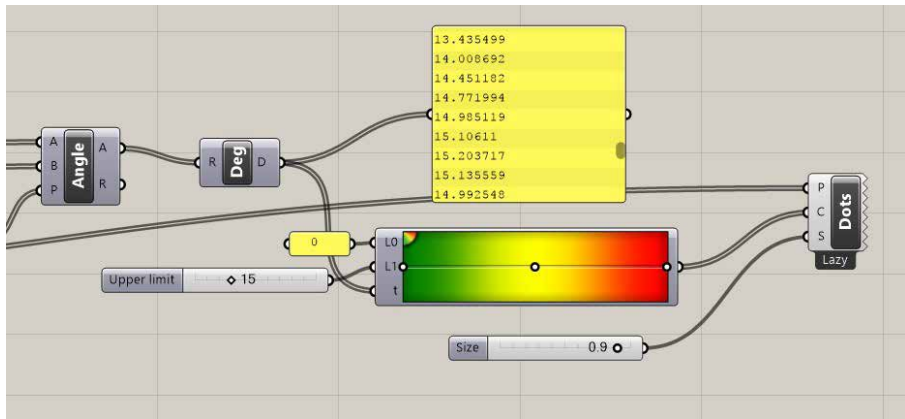 13.435499
14.008692
14.451182
14.771994
14.985119
15.10611
15.203717
15.135559
14.992548
A
B
P
Angle
A
R
R
Deg
D
P
C
S
Dots
Lazy
0
L0
L1
t
Upper limit
15
Size
0.9